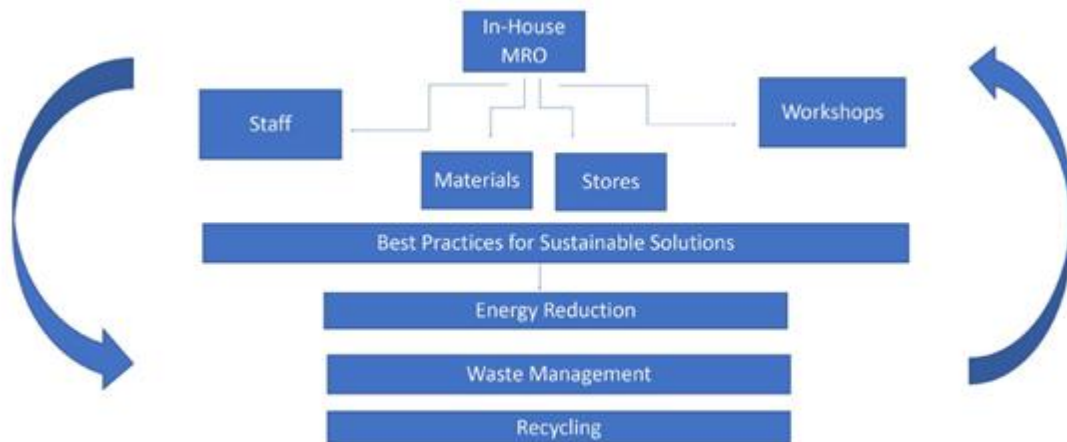 In-House
MRO
Staff
Workshops
Materials
Stores
Best Practices for Sustainable Solutions
Energy Reduction
Waste Management
Recycling